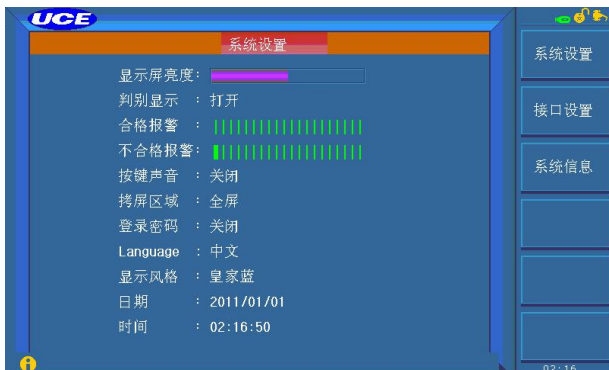 UCE
系统设置
显示屏亮度:
判别显示 : 打开
合格报警 :
不合格报警:
按键声音 : 关闭
拷屏区域 : 全屏
登录密码 : 关闭
Language : 中文
显示风格 : 皇家蓝
日期 : 2011/01/01
时间 : 02:16:50
系统设置
接口设置
系统信息
02:16